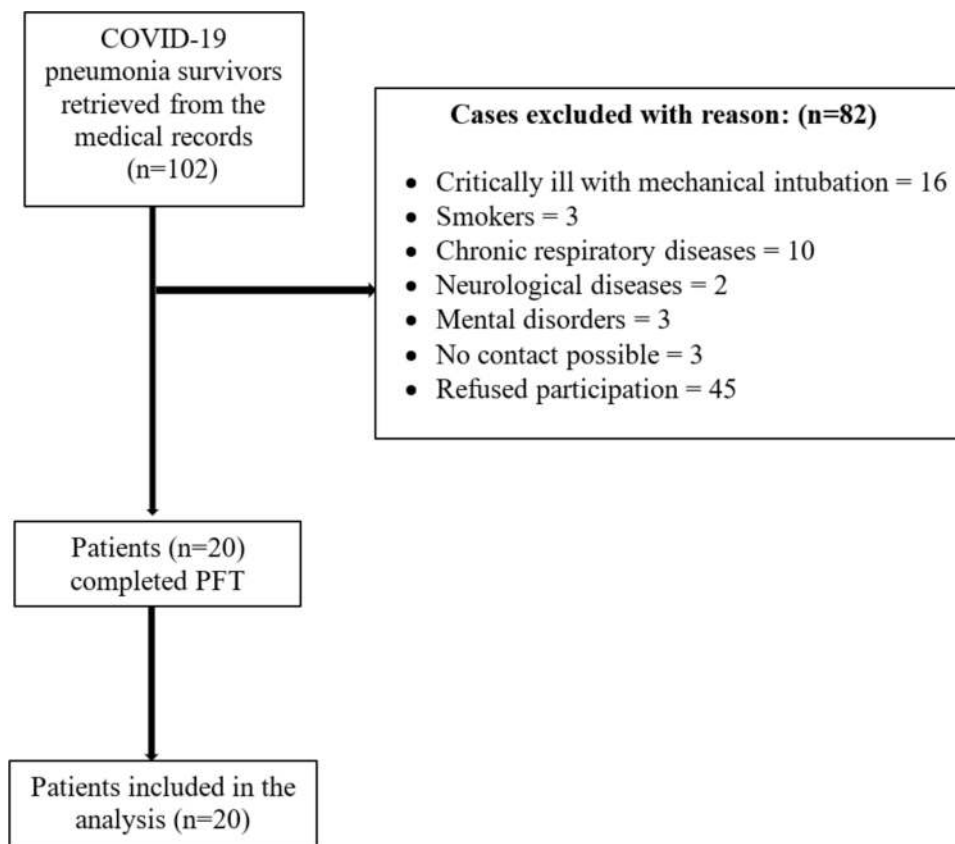 COVID-19
pneumonia survivors
retrieved from the
medical records
(n=102)
Cases excluded with reason: (n=82)
• Critically ill with mechanical intubation = 16
• Smokers = 3
• Chronic respiratory diseases = 10
• Neurological diseases = 2
• Mental disorders = 3
• No contact possible = 3
• Refused participation = 45
Patients (n=20)
completed PFT
Patients included in the
analysis (n=20)